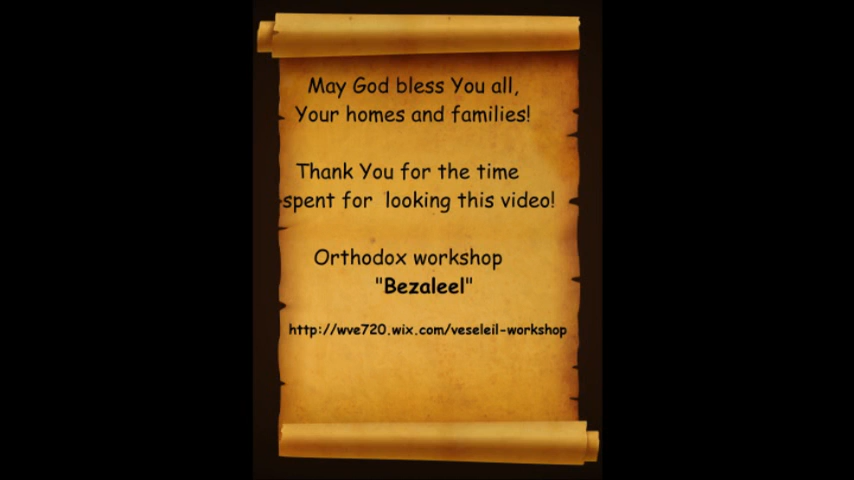 May God bless You all,
Your homes and families!
Thank You for the time
spent for looking this video!
Orthodox workshop
"Bezaleel"
http://wve720.wix.com/veseleil-workshop